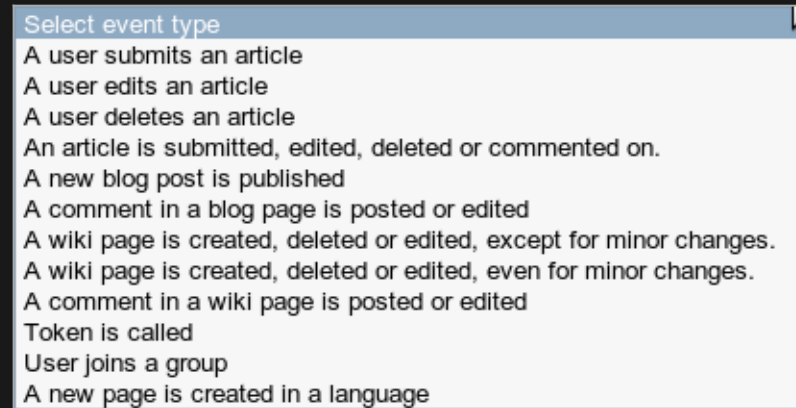 Select event type
A user submits an article
A user edits an article
A user deletes an article
An article is submitted, edited, deleted or commented on.
A new blog post is published
A comment in a blog page is posted or edited
A wiki page is created, deleted or edited, except for minor changes.
A wiki page is created, deleted or edited, even for minor changes.
A comment in a wiki page is posted or edited
Token is called
User joins a group
A new page is created in a language